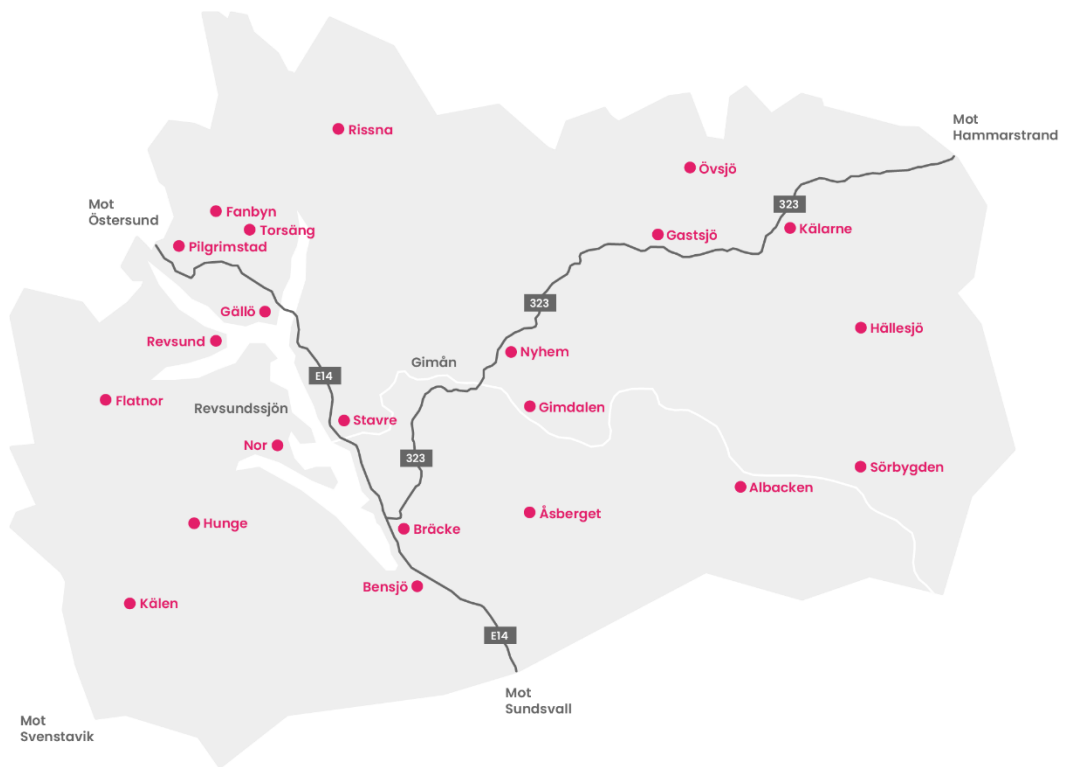 Mot
Hammarstrand
Rissna
Övsjö
Mot
Östersund
323
Fanbyn
Torsäng
Kälarne
Gastsjö
Pilgrimstad
323
Gällö
Hällesjö
Revsund
Nyhem
Gimån
E14
Flatnor
Revsundssjön
Gimdalen
Stavre
Nor
323
Sörbygden
Albacken
Åsberget
Hunge
Bräcke
Bensjö
Kälen
E14
Mot
Sundsvall
Mot
Svenstavik